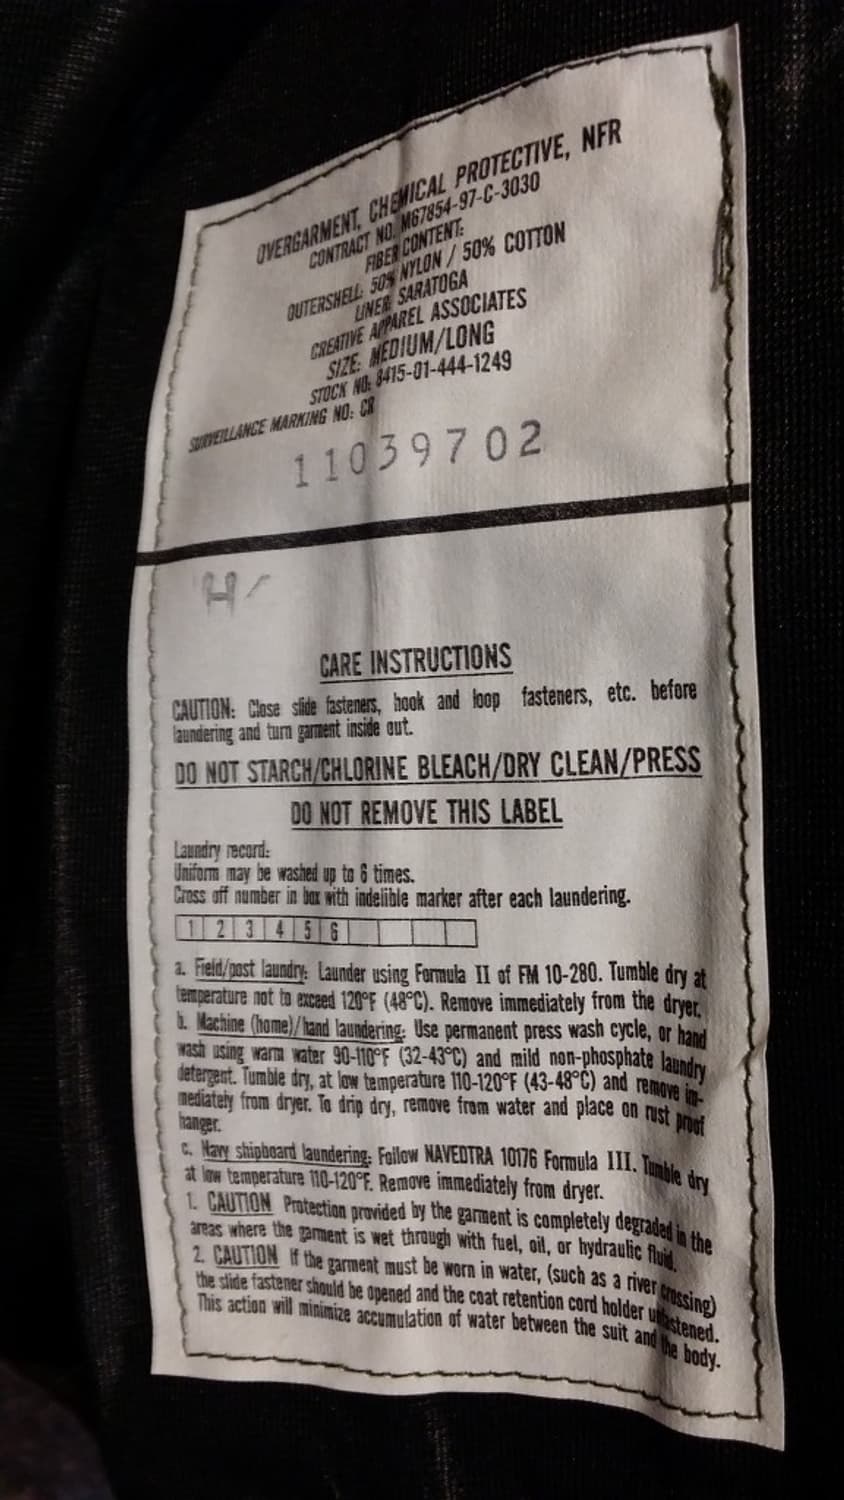 OVERGARMENT, CHEMICAL PROTECTIVE, NFR
CONTRACT NO. M67854-97-C-3030
FIBER CONTENT:
OUTERSHELL: 50% NYLON / 50% COTTON
LINER SARATOGA
CREATIVE APPAREL ASSOCIATES
SIZE: MEDIUM/LONG
STOCK NO: 8415-01-444-1249
SURVEILLANCE MARKING NO: CR
11039702
H
CARE INSTRUCTIONS
CAUTION: Close slide fasteners, hook and loop fasteners, etc. before
laundering and turn garment inside out.
DO NOT STARCH/CHLORINE BLEACH/DRY CLEAN/PRESS
DO NOT REMOVE THIS LABEL
Laundry record:
Uniform may be washed up to 6 times.
Cross off number in box with indelible marker after each laundering.
1 2 3 4 5 6
a. Field/post laundry: Launder using Formula II of FM 10-280. Tumble dry at
temperature not to exceed 120°F (48°C). Remove immediately from the dryer.
b. Machine (home)/hand laundering: Use permanent press wash cycle, or hand
wash using warm water 90-110°F (32-43°C) and mild non-phosphate laundry
detergent. Tumble dry, at low temperature 110-120°F (43-48°C) and remove im-
mediately from dryer. To drip dry, remove from water and place on rust proof
hanger.
c. Navy shipboard laundering: Follow NAVEDTRA 10176 Formula III. Tumble dry
at low temperature 110-120°F. Remove immediately from dryer.
1. CAUTION Protection provided by the garment is completely degraded in the
areas where the garment is wet through with fuel, oil, or hydraulic fluid.
2. CAUTION If the garment must be worn in water, (such as a river crossing)
the slide fastener should be opened and the coat retention cord holder unfastened.
This action will minimize accumulation of water between the suit and the body.